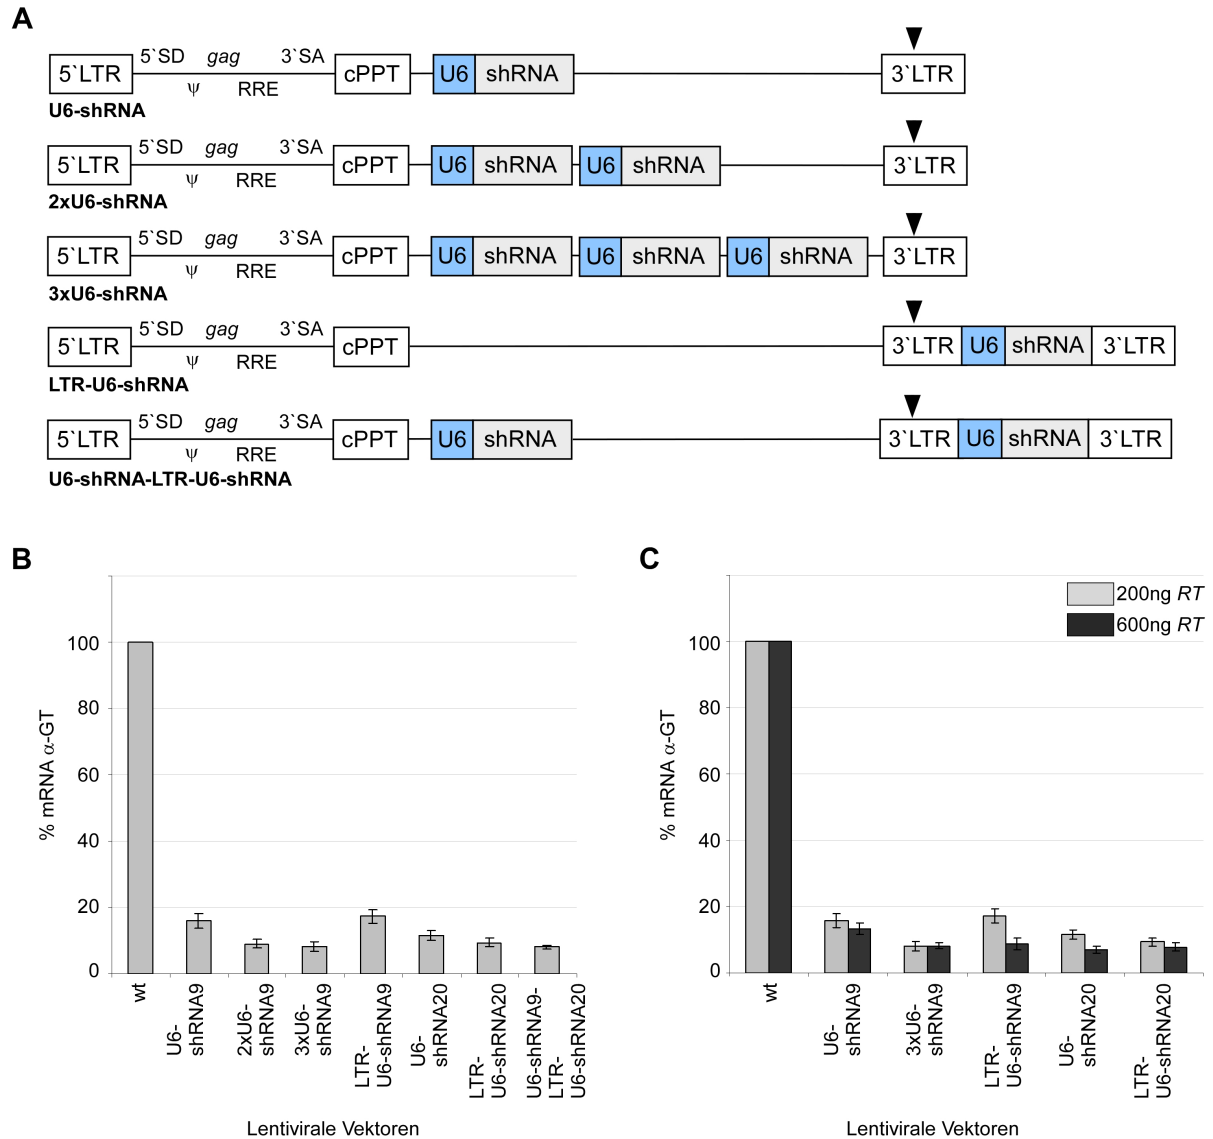 A
5`SD gag 3`SA
5`LTR cPPT U6 shRNA 3`LTR
ψ RRE
U6-shRNA
5`SD gag 3`SA
5`LTR cPPT U6 shRNA U6 shRNA 3`LTR
ψ RRE
2xU6-shRNA
5`SD gag 3`SA
5`LTR cPPT U6 shRNA U6 shRNA U6 shRNA 3`LTR
ψ RRE
3xU6-shRNA
5`SD gag 3`SA
5`LTR cPPT 3`LTR U6 shRNA 3`LTR
ψ RRE
LTR-U6-shRNA
5`SD gag 3`SA
5`LTR cPPT U6 shRNA 3`LTR U6 shRNA 3`LTR
ψ RRE
U6-shRNA-LTR-U6-shRNA
B
% mRNA α-GT
100
80
60
40
20
0
wt
U6-
shRNA9
2xU6-
shRNA9
3xU6-
shRNA9
LTR-
U6-shRNA9
U6-
shRNA20
LTR-
U6-shRNA20
U6-shRNA9-
LTR-
U6-shRNA20
Lentivirale Vektoren
C
200ng RT
600ng RT
% mRNA α-GT
100
80
60
40
20
0
wt
U6-
shRNA9
3xU6-
shRNA9
LTR-
U6-shRNA9
U6-
shRNA20
LTR-
U6-shRNA20
Lentivirale Vektoren